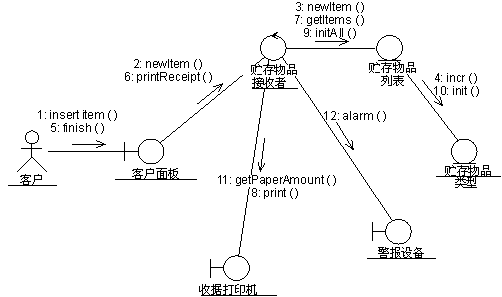 3: newItem ()
7: getItems ()
9: initAll ()
2: newItem ()
6: printReceipt ()
贮存物品
接收者
贮存物品
列表
4: incr ()
10: init ()
1: insert item ()
5: finish ()
12: alarm ()
客户
客户面板
贮存物品
类型
11: getPaperAmount ()
8: print ()
警报设备
收据打印机